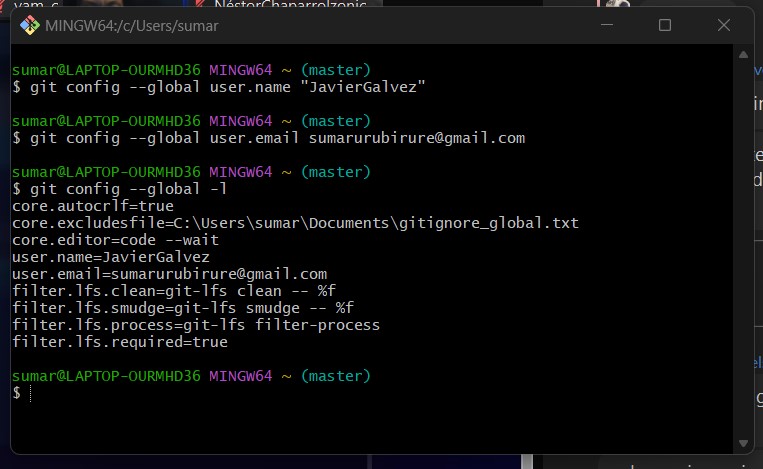 NéstorChaparroIzonic
MINGW64:/c/Users/sumar
sumar@LAPTOP-OURMHD36 MINGW64 ~ (master)
$ git config --global user.name "JavierGalvez"
sumar@LAPTOP-OURMHD36 MINGW64 ~ (master)
$ git config --global user.email sumarurubirure@gmail.com
sumar@LAPTOP-OURMHD36 MINGW64 ~ (master)
$ git config --global -l
core.autocrlf=true
core.excludesfile=C:\Users\sumar\Documents\gitignore_global.txt
core.editor=code --wait
user.name=JavierGalvez
user.email=sumarurubirure@gmail.com
filter.lfs.clean=git-lfs clean -- %f
filter.lfs.smudge=git-lfs smudge -- %f
filter.lfs.process=git-lfs filter-process
filter.lfs.required=true
sumar@LAPTOP-OURMHD36 MINGW64 ~ (master)
$